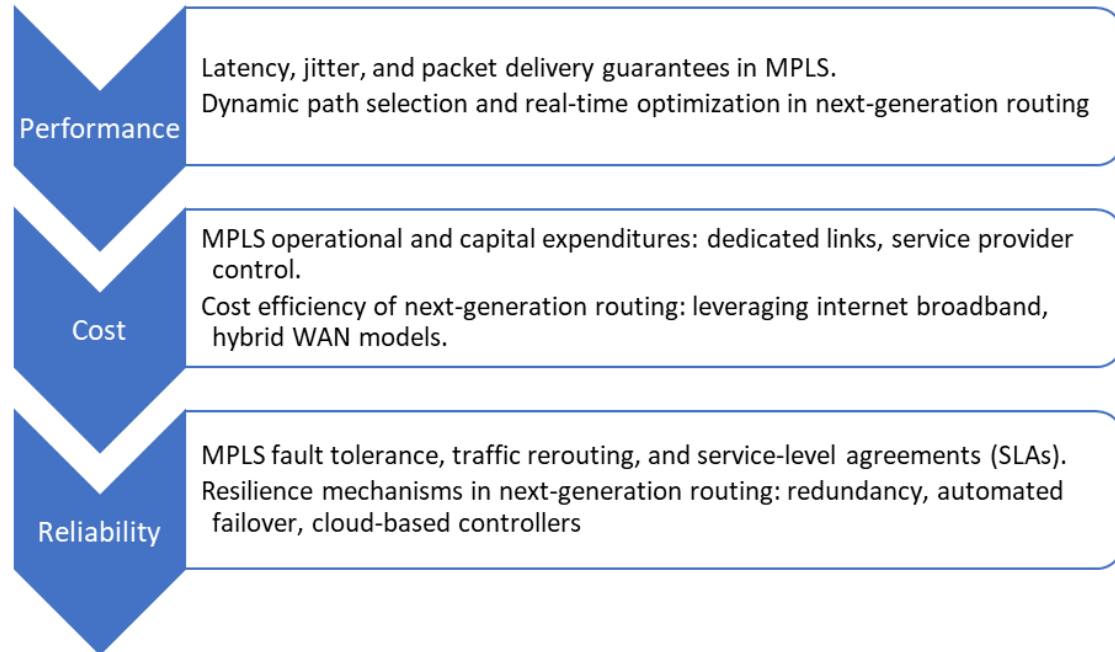 Performance
Latency, jitter, and packet delivery guarantees in MPLS.
Dynamic path selection and real-time optimization in next-generation routing
Cost
MPLS operational and capital expenditures: dedicated links, service provider
control.
Cost efficiency of next-generation routing: leveraging internet broadband,
hybrid WAN models.
Reliability
MPLS fault tolerance, traffic rerouting, and service-level agreements (SLAs).
Resilience mechanisms in next-generation routing: redundancy, automated
failover, cloud-based controllers